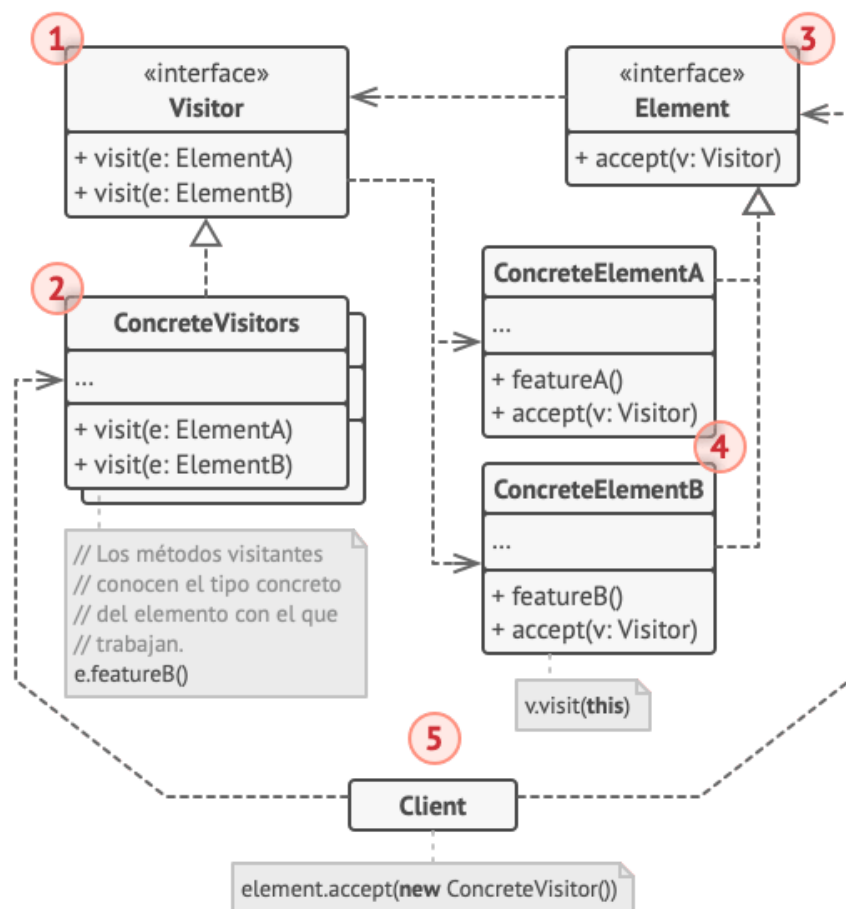 1
«interface»
Visitor
+ visit(e: ElementA)
+ visit(e: ElementB)
3
«interface»
Element
+ accept(v: Visitor)
2
ConcreteVisitors
...
+ visit(e: ElementA)
+ visit(e: ElementB)
// Los métodos visitantes
// conocen el tipo concreto
// del elemento con el que
// trabajan.
e.featureB()
ConcreteElementA
...
+ featureA()
+ accept(v: Visitor)
4
ConcreteElementB
...
+ featureB()
+ accept(v: Visitor)
v.visit(this)
5
Client
element.accept(new ConcreteVisitor())